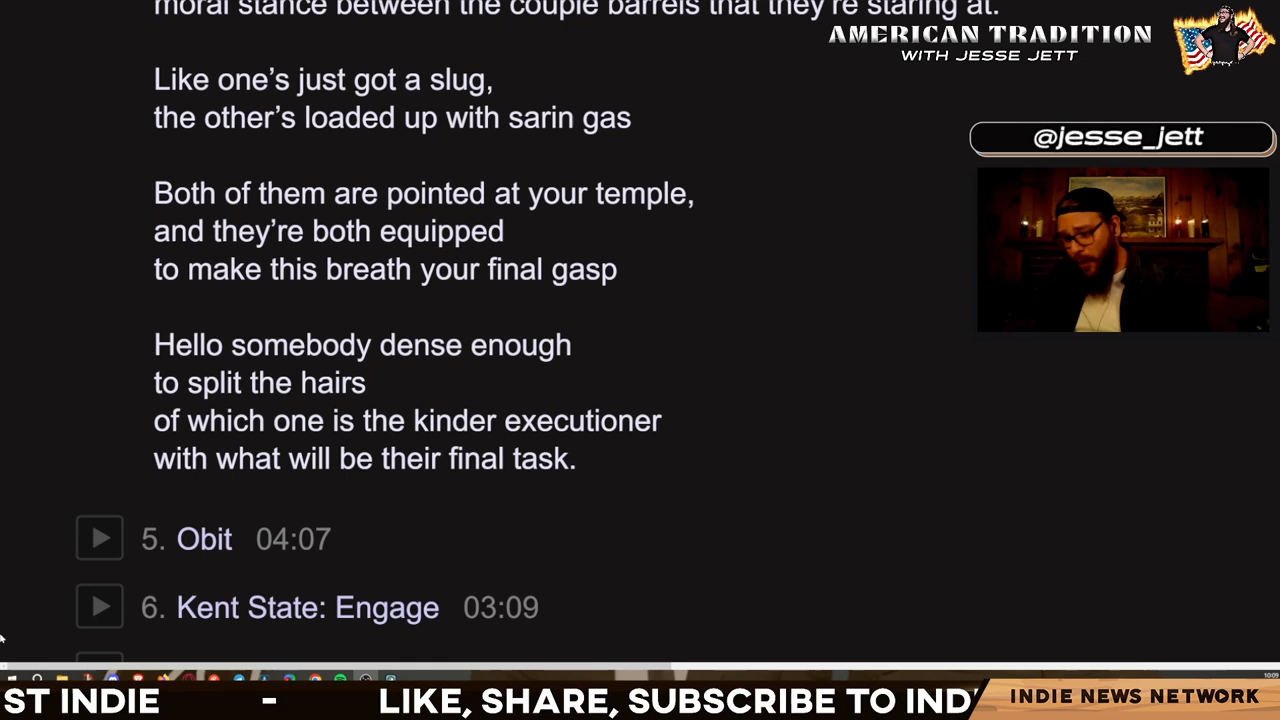 moral stance between the couple barrels that they're staring at.
AMERICAN TRADITION
WITH JESSE JETT
Like one's just got a slug,
the other's loaded up with sarin gas
@jesse_jett
Both of them are pointed at your temple,
and they're both equipped
to make this breath your final gasp
Hello somebody dense enough
to split the hairs
of which one is the kinder executioner
with what will be their final task.
5. Obit 04:07
6. Kent State: Engage 03:09
10:09
ST INDIE - LIKE, SHARE, SUBSCRIBE TO IND
INDIE NEWS NETWORK